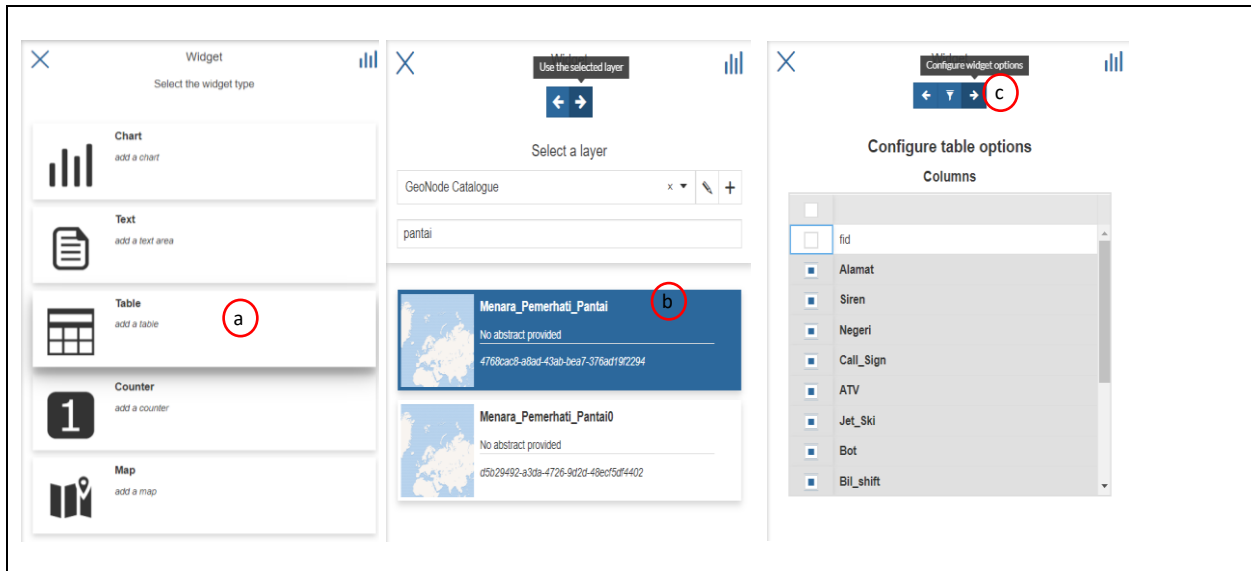 Widget
Select the widget type
Chart
add a chart
Text
add a text area
Table
add a table
a
Counter
add a counter
1
Map
add a map
Use the selected layer
Select a layer
GeoNode Catalogue
x
pantai
Menara_Pemerhati_Pantai
b
No abstract provided
4768cac8-a8ad-43ab-bea7-376ad19f2294
Menara_Pemerhati_Pantai0
No abstract provided
d5b29492-a3da-4726-9d2d-48ecf5df4402
Configure widget options
c
Configure table options
Columns
fid
Alamat
Siren
Negeri
Call_Sign
ATV
Jet_Ski
Bot
Bil_shift